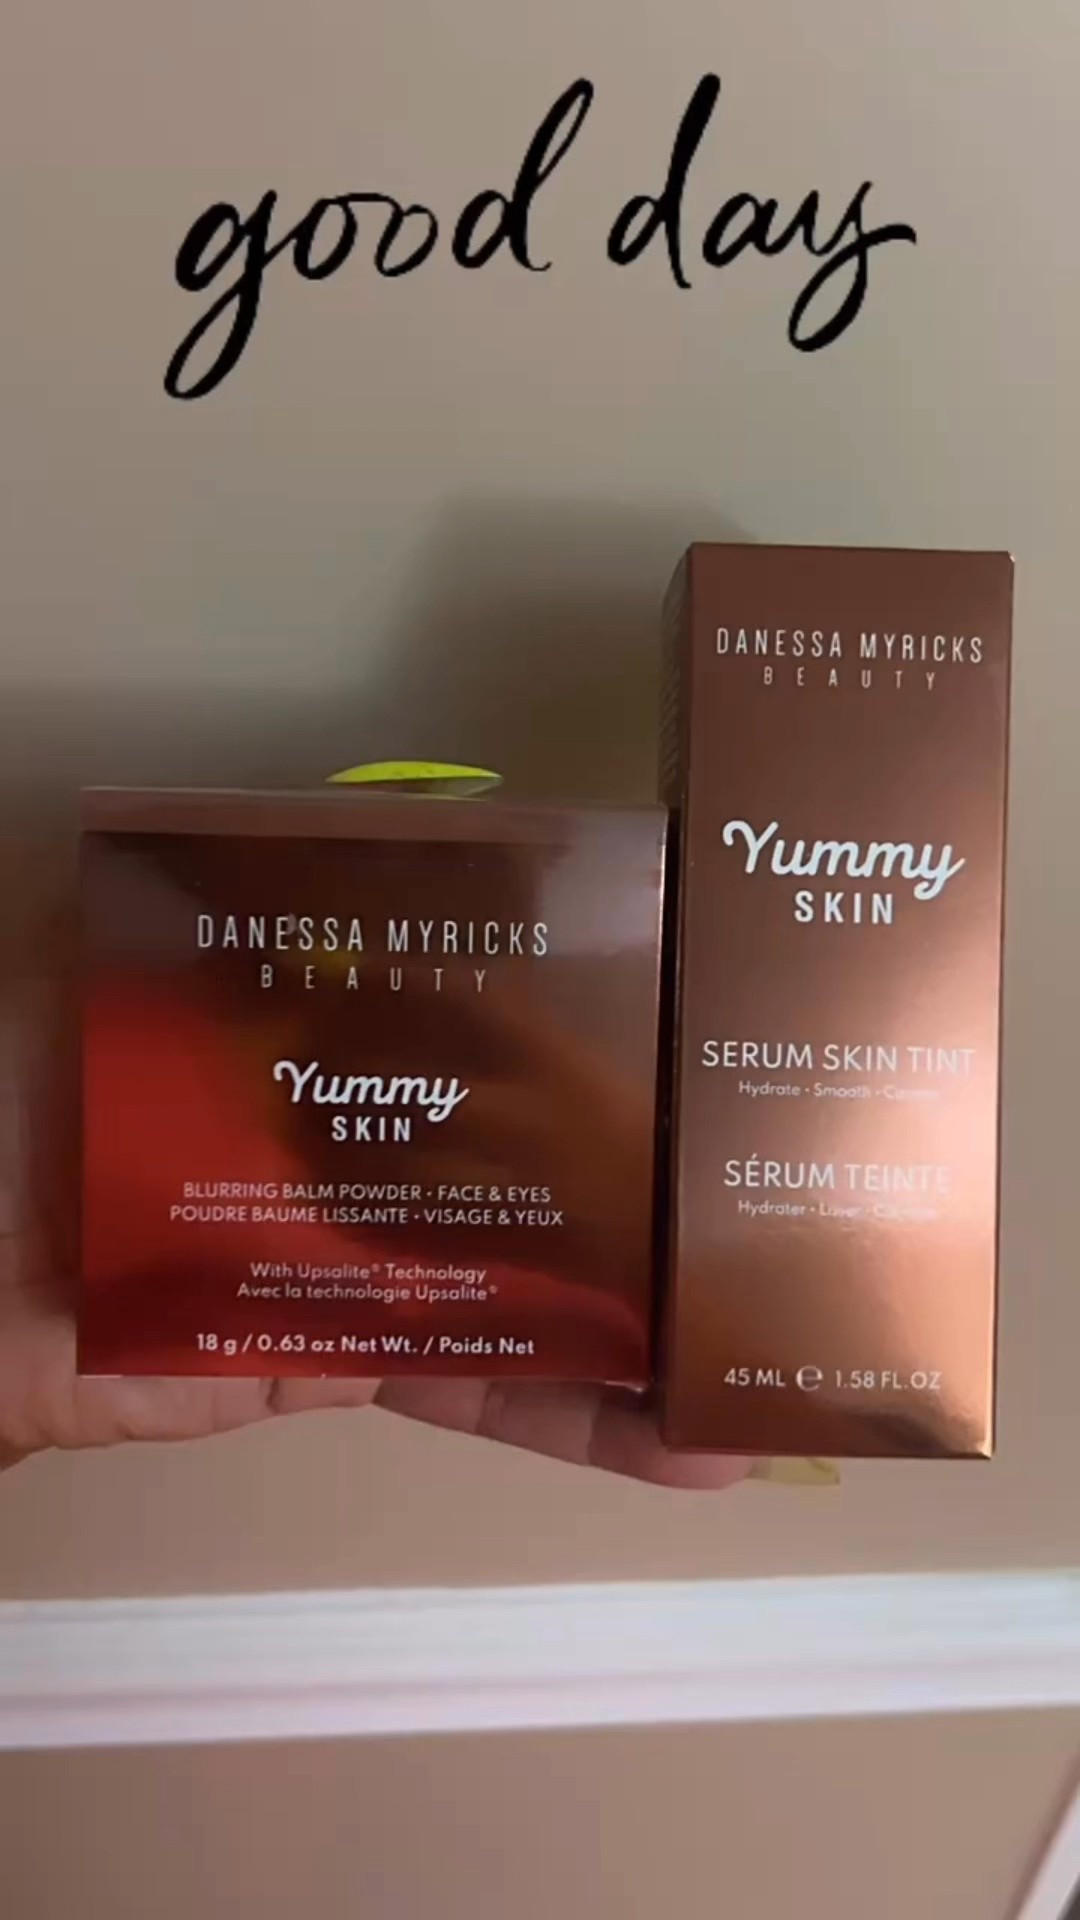 good day
DANESSA MYRICKS
BEAUTY
Yummy
SKIN
BLURRING BALM POWDER • FACE & EYES
POUDRE BAUME LISSANTE • VISAGE & YEUX
With Upsalite® Technology
Avec la technologie Upsalite®
18 g / 0.63 oz Net Wt. / Poids Net
DANESSA MYRICKS
BEAUTY
Yummy
SKIN
SERUM SKIN TINT
Hydrate • Smooth •
SÉRUM TEINTÉ
Hydrater •
45 ML ℮ 1.58 FL.OZ